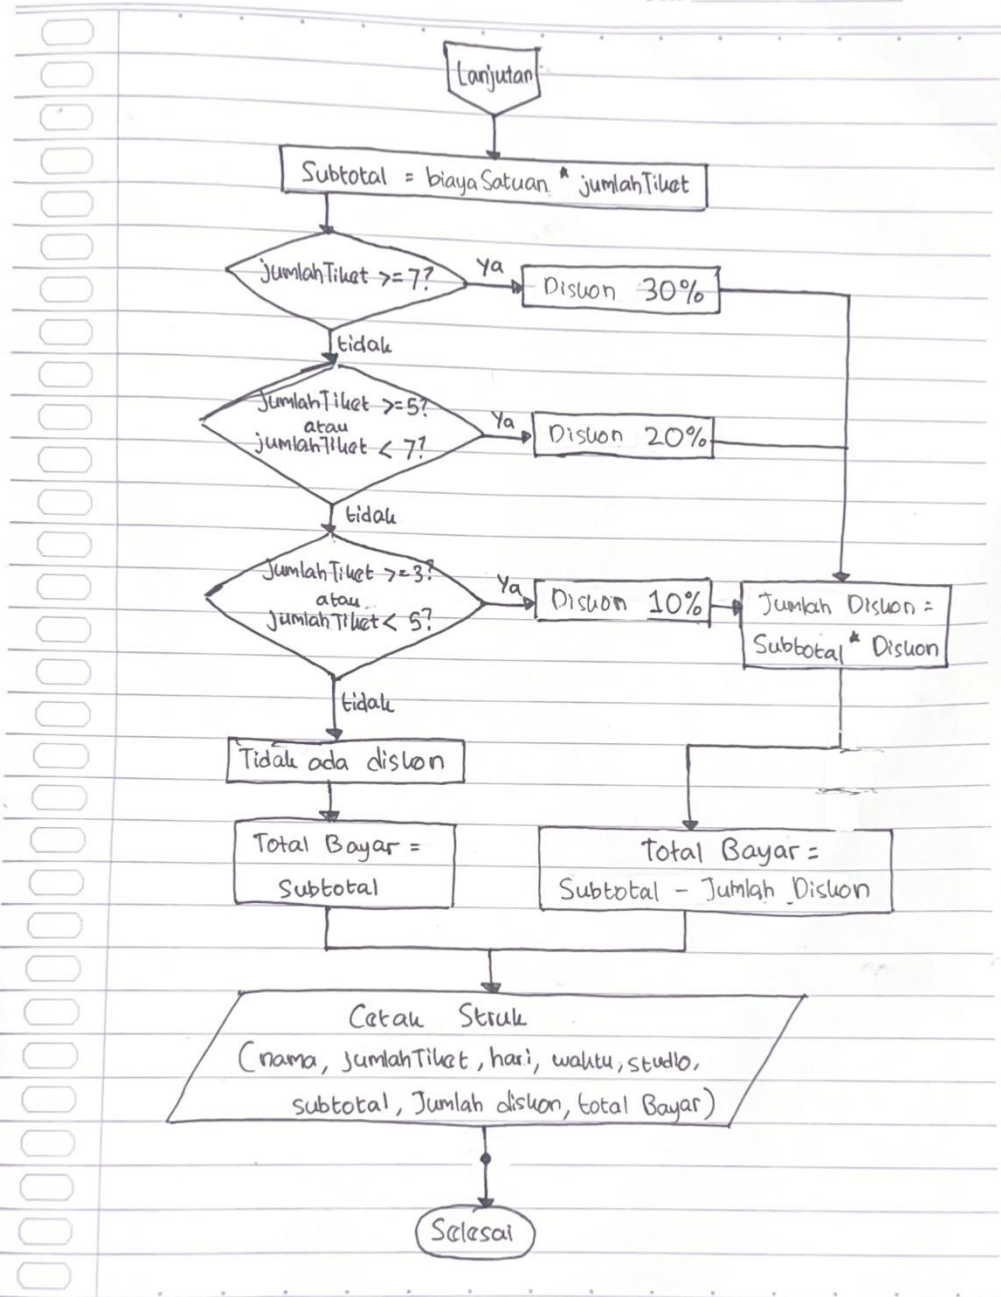 Lanjutan
Subtotal = biayaSatuan * jumlahTiket
jumlahTiket >= 7?
Ya
Diskon 30%
tidak
jumlahTiket >= 5?
atau
jumlahTiket < 7?
Ya
Diskon 20%
tidak
jumlahTiket >= 3?
atau
jumlahTiket < 5?
Ya
Diskon 10%
Jumlah Diskon =
Subtotal * Diskon
tidak
Tidak ada diskon
Total Bayar =
Subtotal
Total Bayar =
Subtotal - Jumlah Diskon
Cetak Struk
(nama, jumlahTiket, hari, waktu, studio,
subtotal, Jumlah diskon, total Bayar)
Selesai